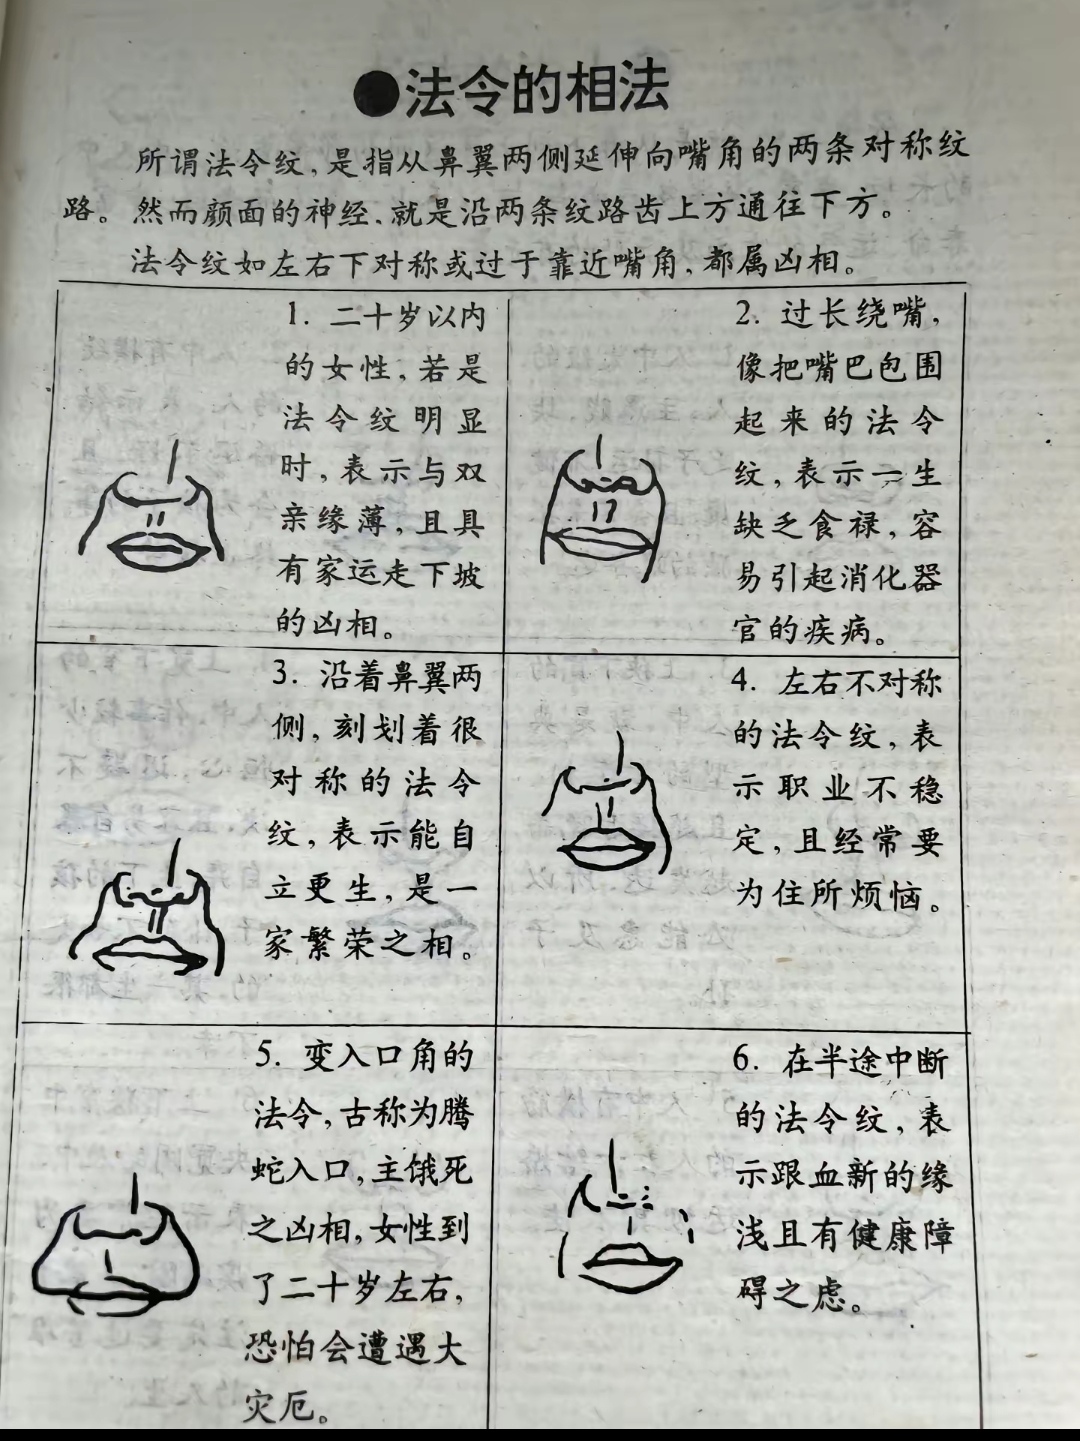 ●法令的相法
所谓法令纹,是指从鼻翼两侧延伸向嘴角的两条对称纹
路。然而颜面的神经、就是沿两条纹路齿上方通往下方。
法令纹如左右下对称或过于靠近嘴角,都属凶相。
1. 二十岁以内
的女性,若是
法令纹明显
时,表示与双
亲缘薄,且具
有家运走下坡
的凶相。
2. 过长绕嘴,
像把嘴巴包围
起来的法令
纹,表示一生
缺乏食禄,容
易引起消化器
官的疾病。
3. 沿着鼻翼两
侧,刻划着很
对称的法令
纹,表示能自
立更生,是一
家繁荣之相。
4. 左右不对称
的法令纹,表
示职业不稳
定,且经常要
为住所烦恼。
5. 变入口角的
法令,古称为腾
蛇入口,主饿死
之凶相,女性到
了二十岁左右,
恐怕会遭遇大
灾厄。
6. 在半途中断
的法令纹,表
示跟血新的缘
浅且有健康障
碍之虑。